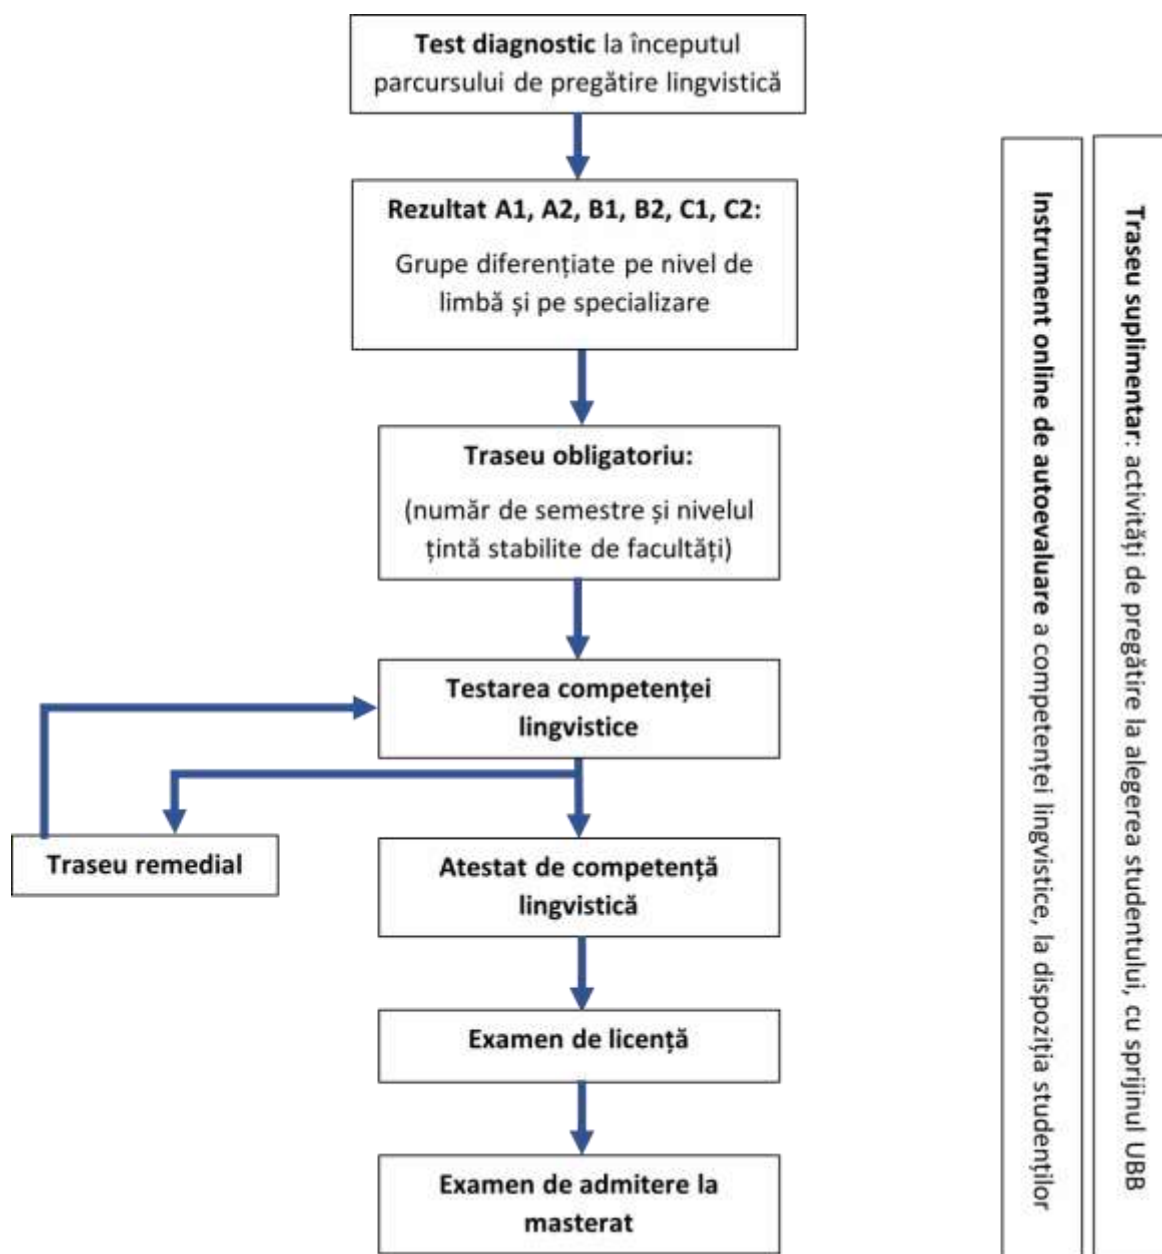 Test diagnostic la începutul
parcursului de pregătire lingvistică
Rezultat A1, A2, B1, B2, C1, C2:
Grupe diferențiate pe nivel de
limbă și pe specializare
Traseu obligatoriu:
(număr de semestre și nivelul
țintă stabilite de facultăți)
Testarea competenței
lingvistice
Traseu remedial
Atestat de competență
lingvistică
Examen de licență
Examen de admitere la
masterat
Instrument online de autoevaluare a competenței lingvistice, la dispoziția studenților
Traseu suplimentar: activități de pregătire la alegerea studentului, cu sprijinul UBB